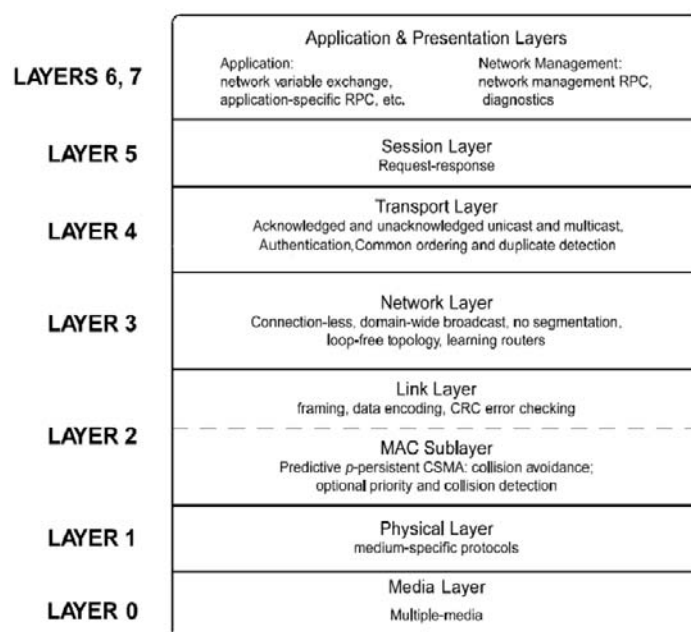 Application & Presentation Layers
LAYERS 6, 7
Application:
network variable exchange,
application-specific RPC, etc.
Network Management:
network management RPC,
diagnostics
LAYER 5
Session Layer
Request-response
LAYER 4
Transport Layer
Acknowledged and unacknowledged unicast and multicast,
Authentication,Common ordering and duplicate detection
LAYER 3
Network Layer
Connection-less, domain-wide broadcast, no segmentation,
loop-free topology, learning routers
LAYER 2
Link Layer
framing, data encoding, CRC error checking
MAC Sublayer
Predictive p-persistent CSMA: collision avoidance;
optional priority and collision detection
LAYER 1
Physical Layer
medium-specific protocols
LAYER 0
Media Layer
Multiple-media